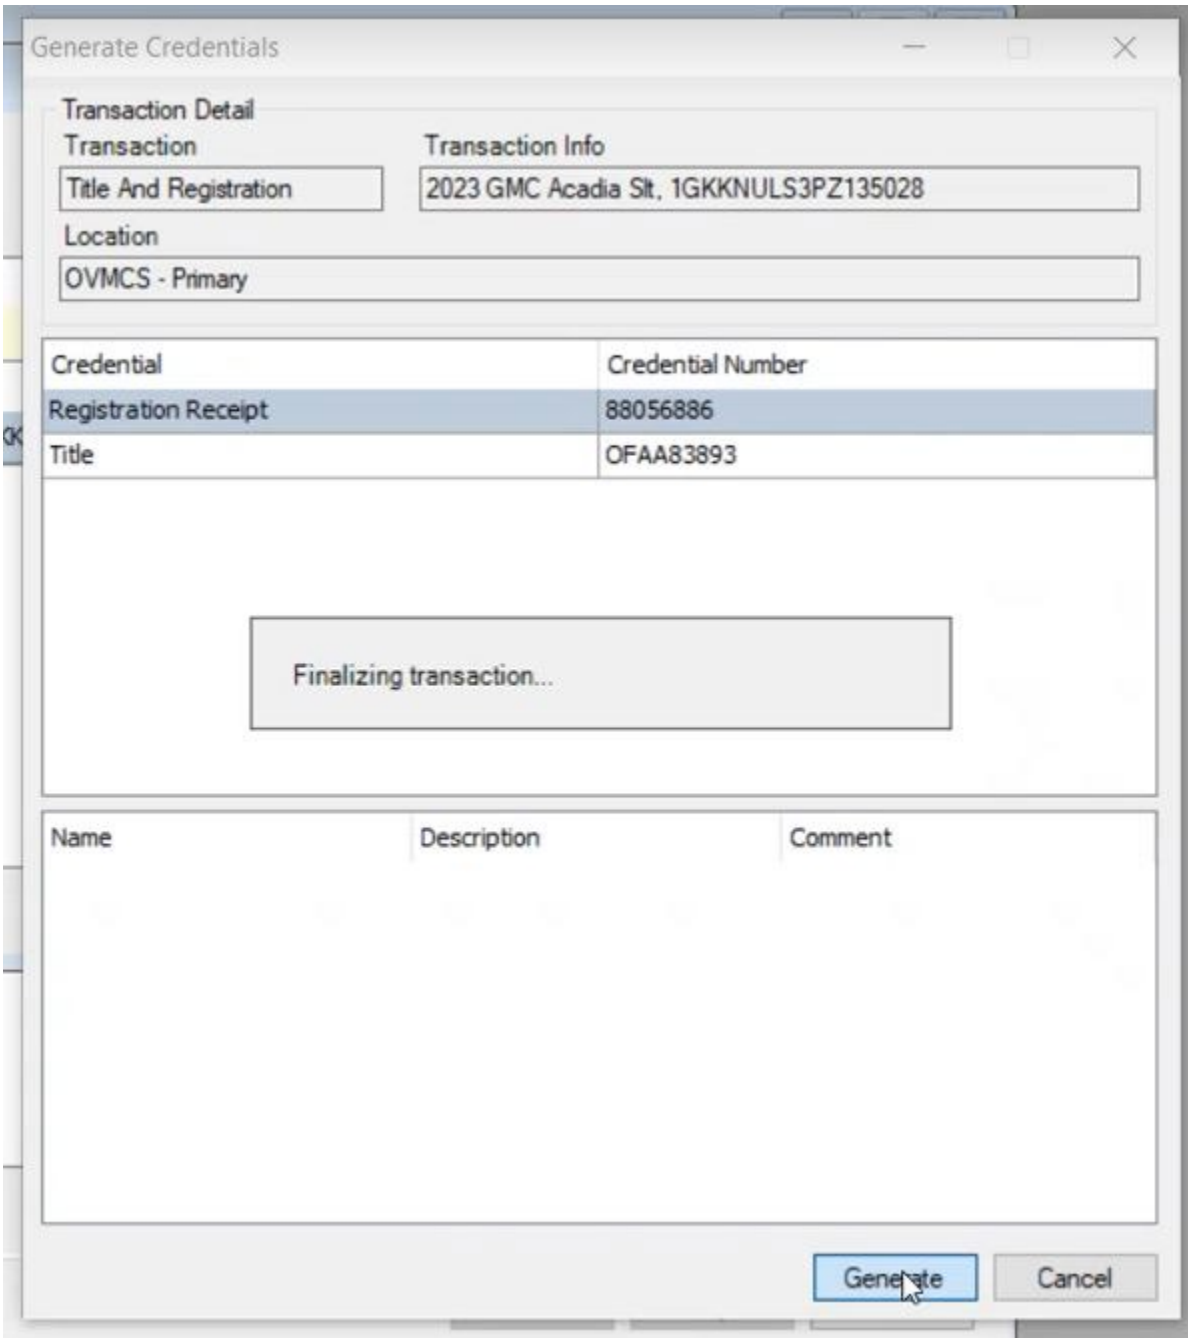 Generate Credentials
Transaction Detail
Transaction Transaction Info
Title And Registration 2023 GMC Acadia Slt, 1GKKNULS3PZ135028
Location
OVMCS - Primary
Credential Credential Number
Registration Receipt 88056886
Title OFAA83893
Finalizing transaction...
Name Description Comment
Generate Cancel